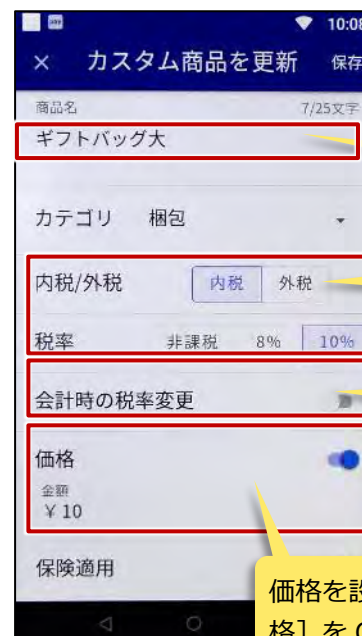 10:08
× カスタム商品を更新 保存
商品名 7/25文字
ギフトバッグ大
カテゴリ 梱包
内税/外税 内税 外税
税率 非課税 8% 10%
会計時の税率変更
価格
金額
¥ 10
保険適用
価格を設
格］を